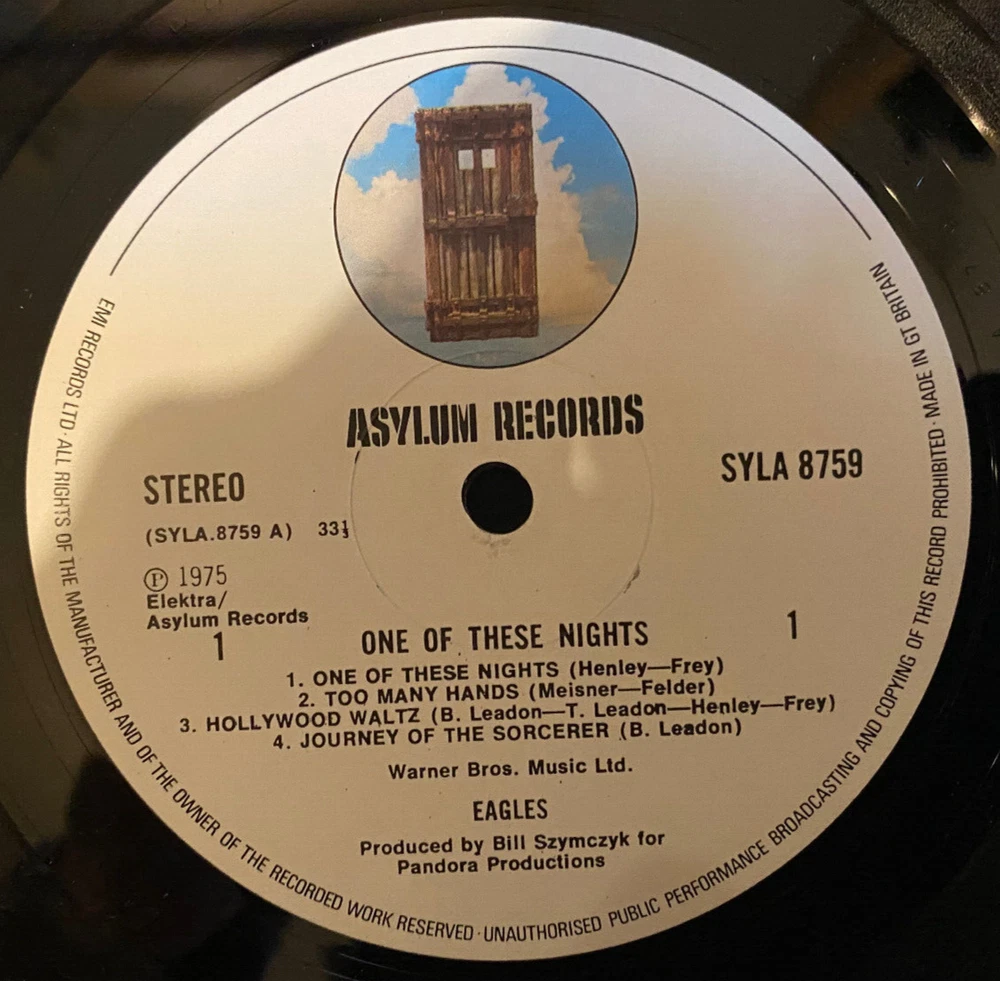 ASYLUM RECORDS
STEREO
SYLA 8759
(SYLA.8759 A) 33⅓
Ⓟ 1975
Elektra/
Asylum Records
1
1
ONE OF THESE NIGHTS
1. ONE OF THESE NIGHTS (Henley—Frey)
2. TOO MANY HANDS (Meisner—Felder)
3. HOLLYWOOD WALTZ (B. Leadon—T. Leadon—Henley—Frey)
4. JOURNEY OF THE SORCERER (B. Leadon)
Warner Bros. Music Ltd.
EAGLES
Produced by Bill Szymczyk for
Pandora Productions
EMI RECORDS LTD · ALL RIGHTS OF THE MANUFACTURER AND OF THE OWNER OF THE RECORDED WORK RESERVED · UNAUTHORISED PUBLIC PERFORMANCE BROADCASTING AND COPYING OF THIS RECORD PROHIBITED · MADE IN GT BRITAIN